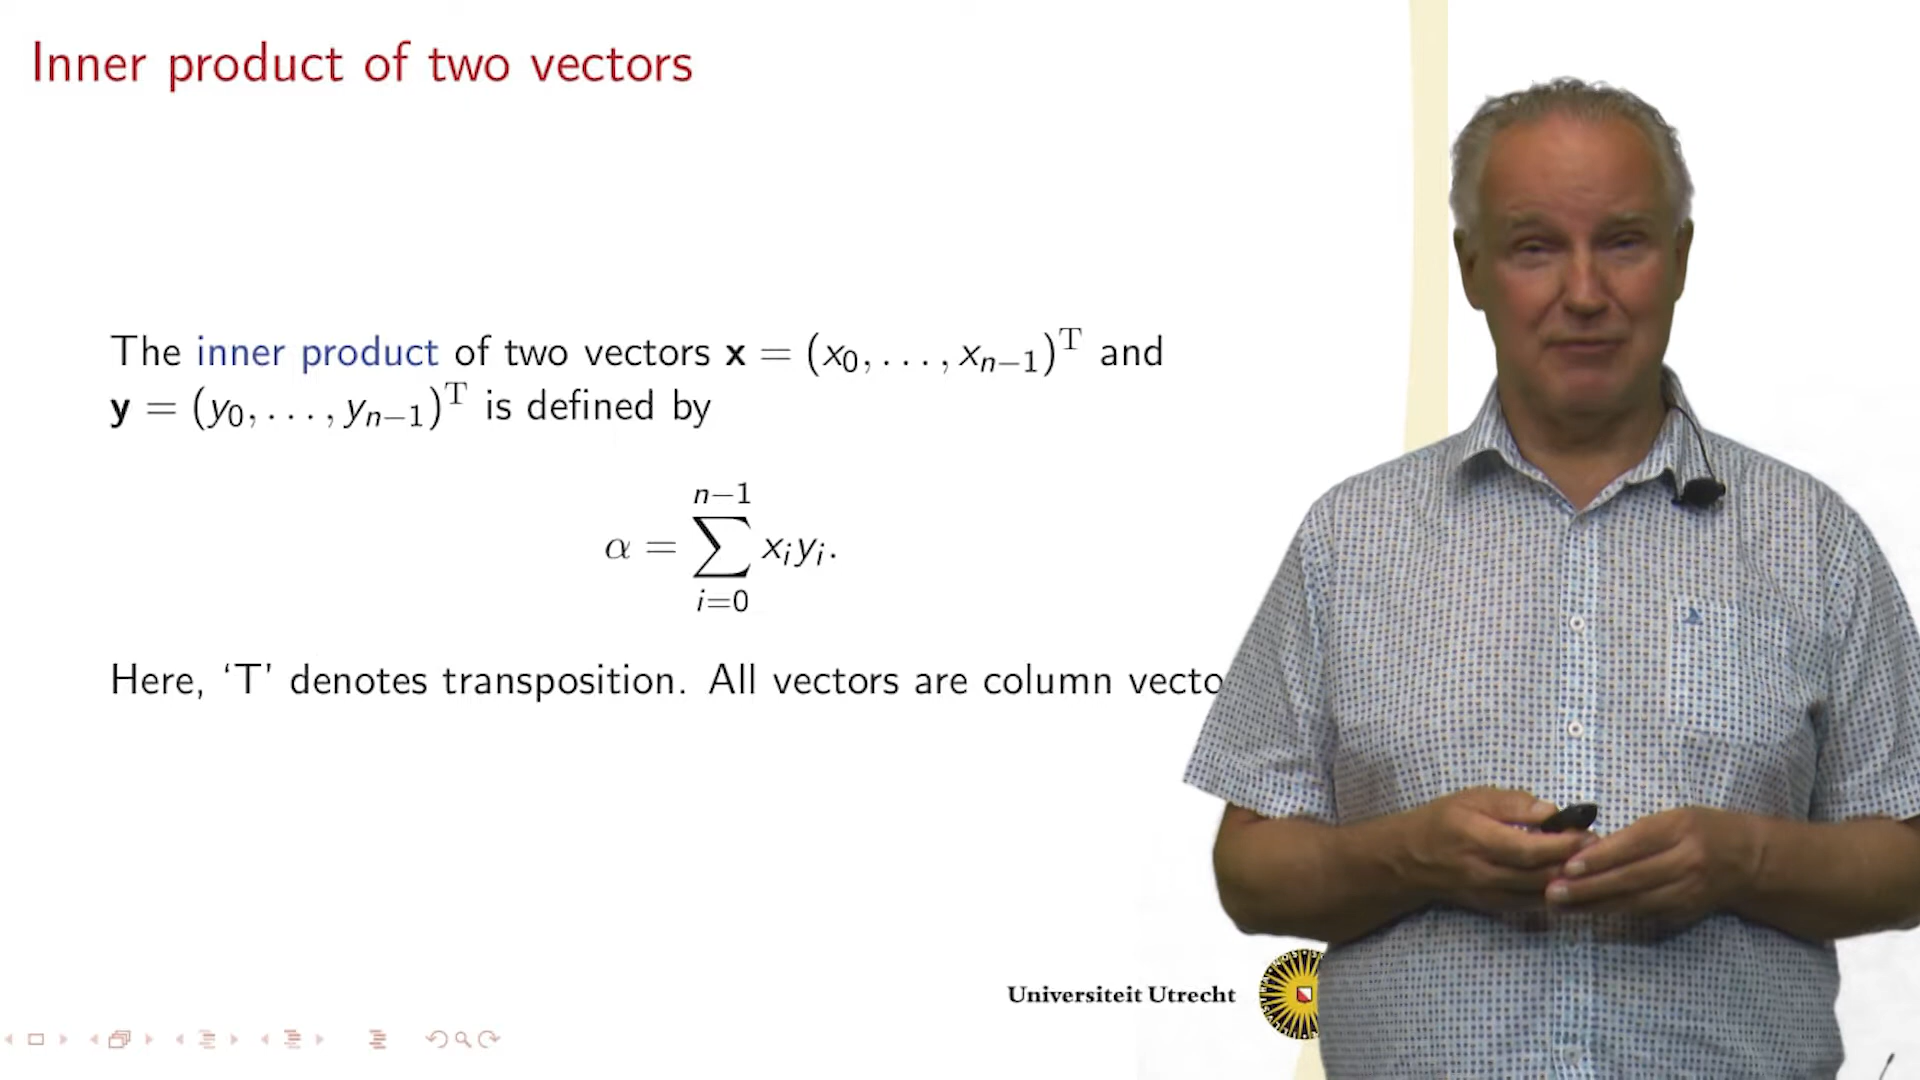 Inner product of two vectors
The inner product of two vectors x = (x₀, . . . , xₙ₋₁)ᵀ and
y = (y₀, . . . , yₙ₋₁)ᵀ is defined by
n−1
α = ∑ xᵢyᵢ.
i=0
Here, ‘T’ denotes transposition. All vectors are column vecto
Universiteit Utrecht